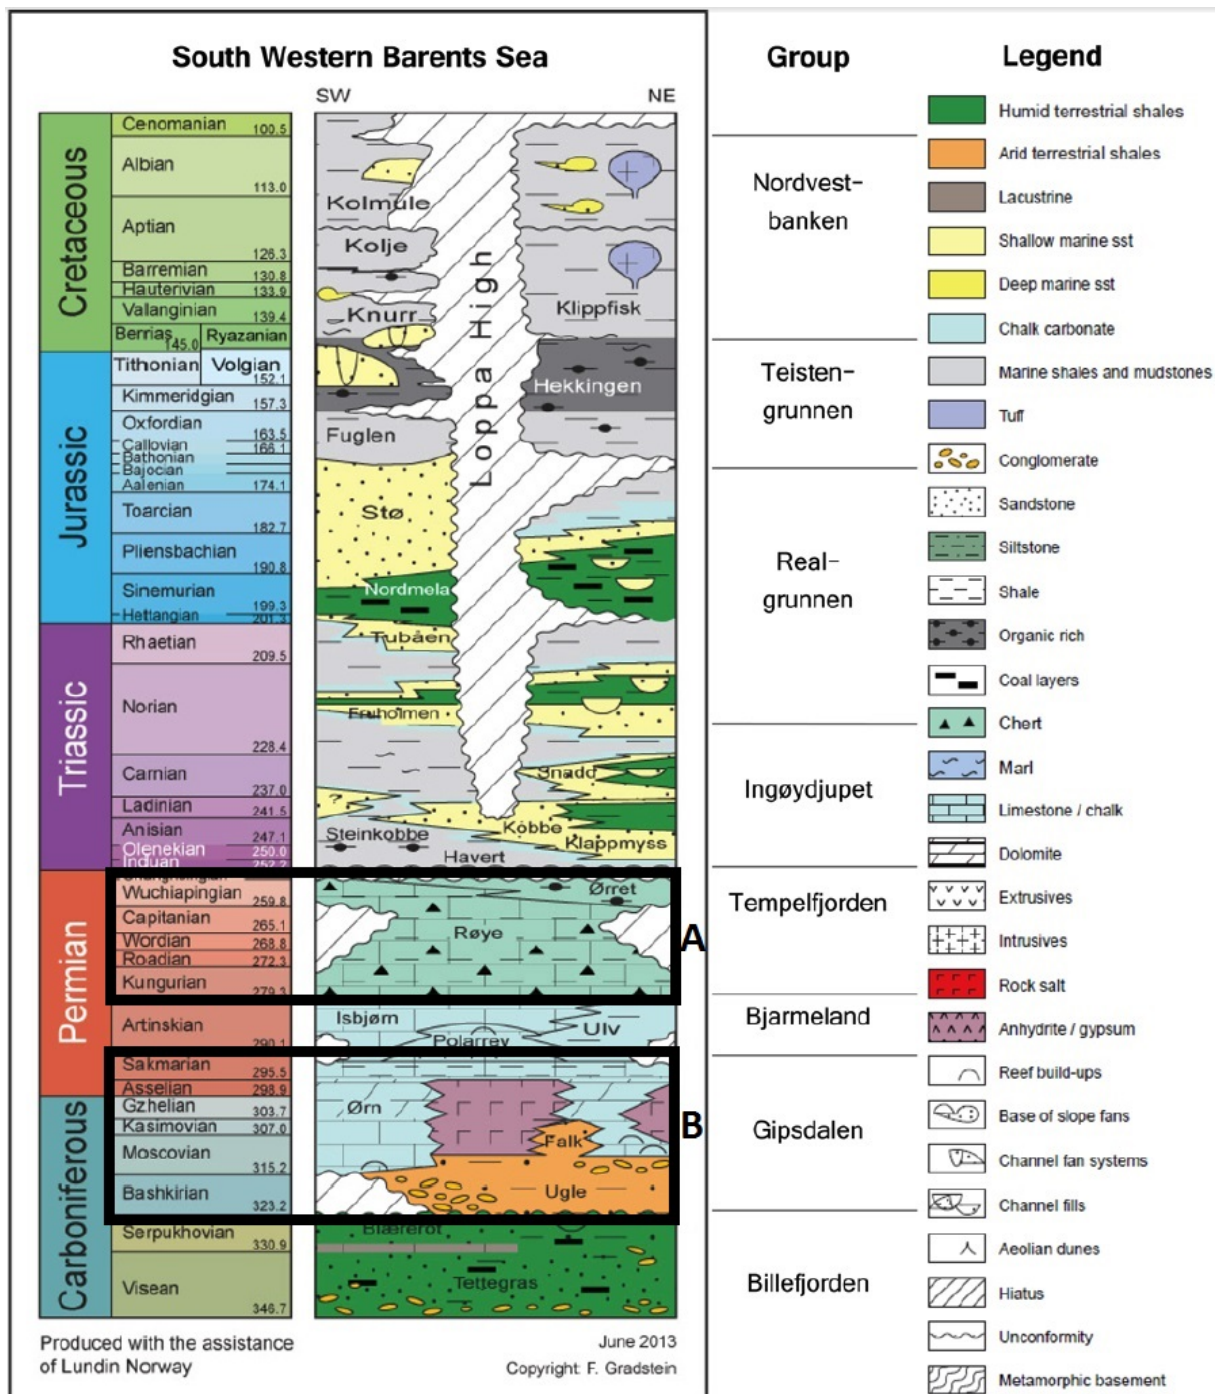 South Western Barents Sea
SW
NE
Cretaceous
Cenomanian 100.5
Albian 113.0
Aptian 126.3
Barremian 130.8
Hauterivian 133.9
Valanginian 139.4
Berrias 145.0 Ryazanian
Jurassic
Tithonian Volgian 152.1
Kimmeridgian 157.3
Oxfordian 163.5
Callovian 166.1
Bathonian
Bajocian
Aalenian 174.1
Toarcian 182.7
Pliensbachian 190.8
Sinemurian 199.3
Hettangian 201.3
Triassic
Rhaetian 209.5
Norian 228.4
Carnian 237.0
Ladinian 241.5
Anisian 247.1
Olenekian 250.0
Induan 252.2
Permian
Changhsingian
Wuchiapingian 259.8
Capitanian 265.1
Wordian 268.8
Roadian 272.3
Kungurian 279.3
Artinskian 290.1
Sakmarian 295.5
Asselian 298.9
Carboniferous
Gzhelian 303.7
Kasimovian 307.0
Moscovian 315.2
Bashkirian 323.2
Serpukhovian 330.9
Visean 346.7
Kolmule
Kolje
Knurr
Klippfisk
Loppa High
Hekkingen
Fuglen
Stø
Nordmela
Tubåen
Fruholmen
Snadd
?
Steinkobbe
Kobbe
Klappmyss
Havert
Ørret
Røye
A
Isbjørn
Ulv
Polarrev
Ørn
B
Falk
Ugle
Blærerot
Tettegras
Produced with the assistance
of Lundin Norway
June 2013
Copyright: F. Gradstein
Group
Nordvest-
banken
Teisten-
grunnen
Real-
grunnen
Ingøydjupet
Tempelfjorden
Bjarmeland
Gipsdalen
Billefjorden
Legend
Humid terrestrial shales
Arid terrestrial shales
Lacustrine
Shallow marine sst
Deep marine sst
Chalk carbonate
Marine shales and mudstones
Tuff
Conglomerate
Sandstone
Siltstone
Shale
Organic rich
Coal layers
Chert
Marl
Limestone / chalk
Dolomite
Extrusives
Intrusives
Rock salt
Anhydrite / gypsum
Reef build-ups
Base of slope fans
Channel fan systems
Channel fills
Aeolian dunes
Hiatus
Unconformity
Metamorphic basement